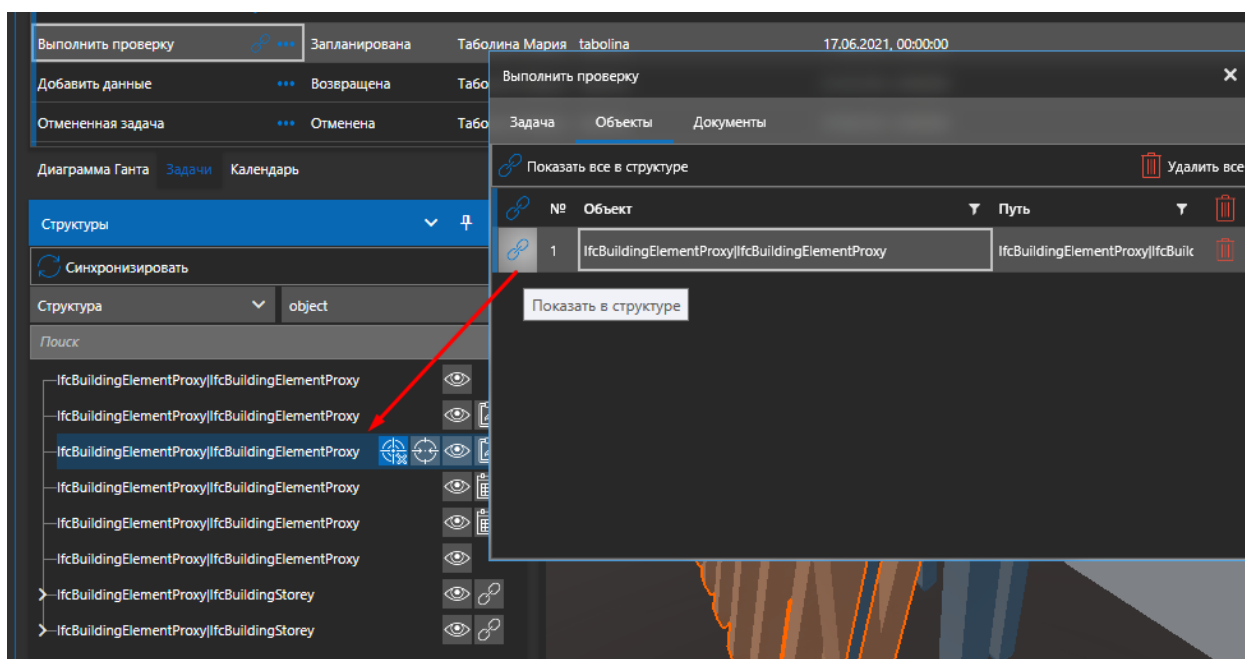 Выполнить проверку ••• Запланирована Таболина Мария tabolina 17.06.2021, 00:00:00
Добавить данные ••• Возвращена Табо
Отмененная задача ••• Отменена Табо
Диаграмма Ганта Задачи Календарь
Структуры
Синхронизировать
Структура object
Поиск
IfcBuildingElementProxy|IfcBuildingElementProxy
IfcBuildingElementProxy|IfcBuildingElementProxy
IfcBuildingElementProxy|IfcBuildingElementProxy
IfcBuildingElementProxy|IfcBuildingElementProxy
IfcBuildingElementProxy|IfcBuildingElementProxy
IfcBuildingElementProxy|IfcBuildingElementProxy
IfcBuildingElementProxy|IfcBuildingStorey
IfcBuildingElementProxy|IfcBuildingStorey
Выполнить проверку
Задача Объекты Документы
Показать все в структуре Удалить все
№ Объект Путь
1 IfcBuildingElementProxy|IfcBuildingElementProxy IfcBuildingElementProxy|IfcBuilc
Показать в структуре